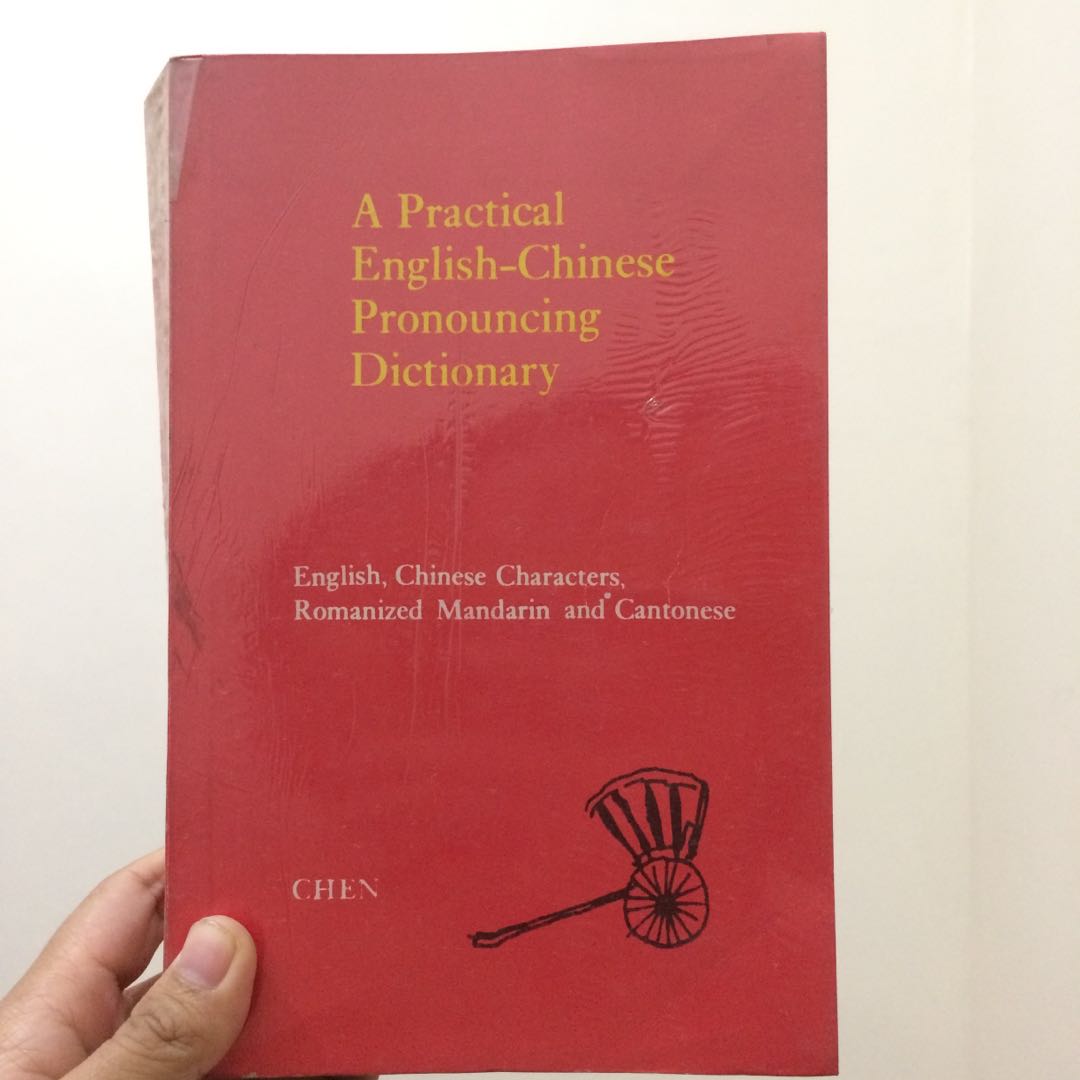 A Practical
English-Chinese
Pronouncing
Dictionary
English, Chinese Characters,
Romanized Mandarin and Cantonese
CHEN